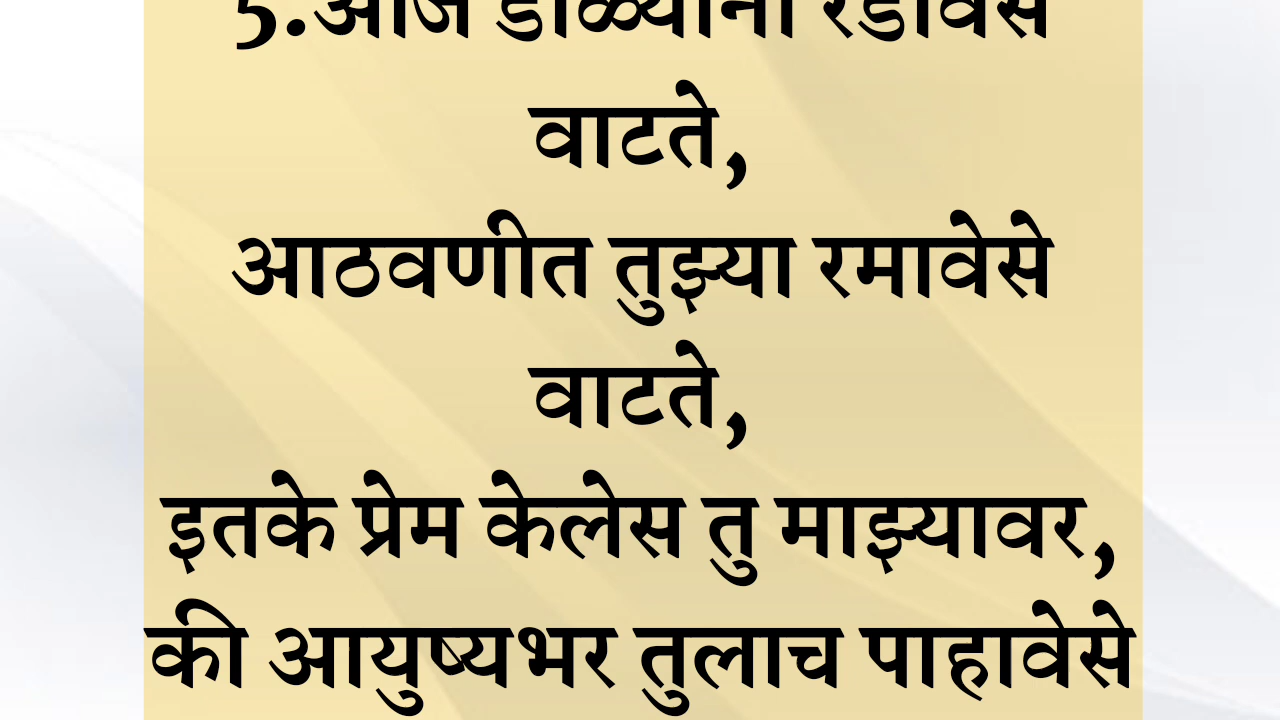 5.आज डोळ्यांना रडावेसे
वाटते,
आठवणीत तुझ्या रमावेसे
वाटते,
इतके प्रेम केलेस तु माझ्यावर,
की आयुष्यभर तुलाच पाहावेसे